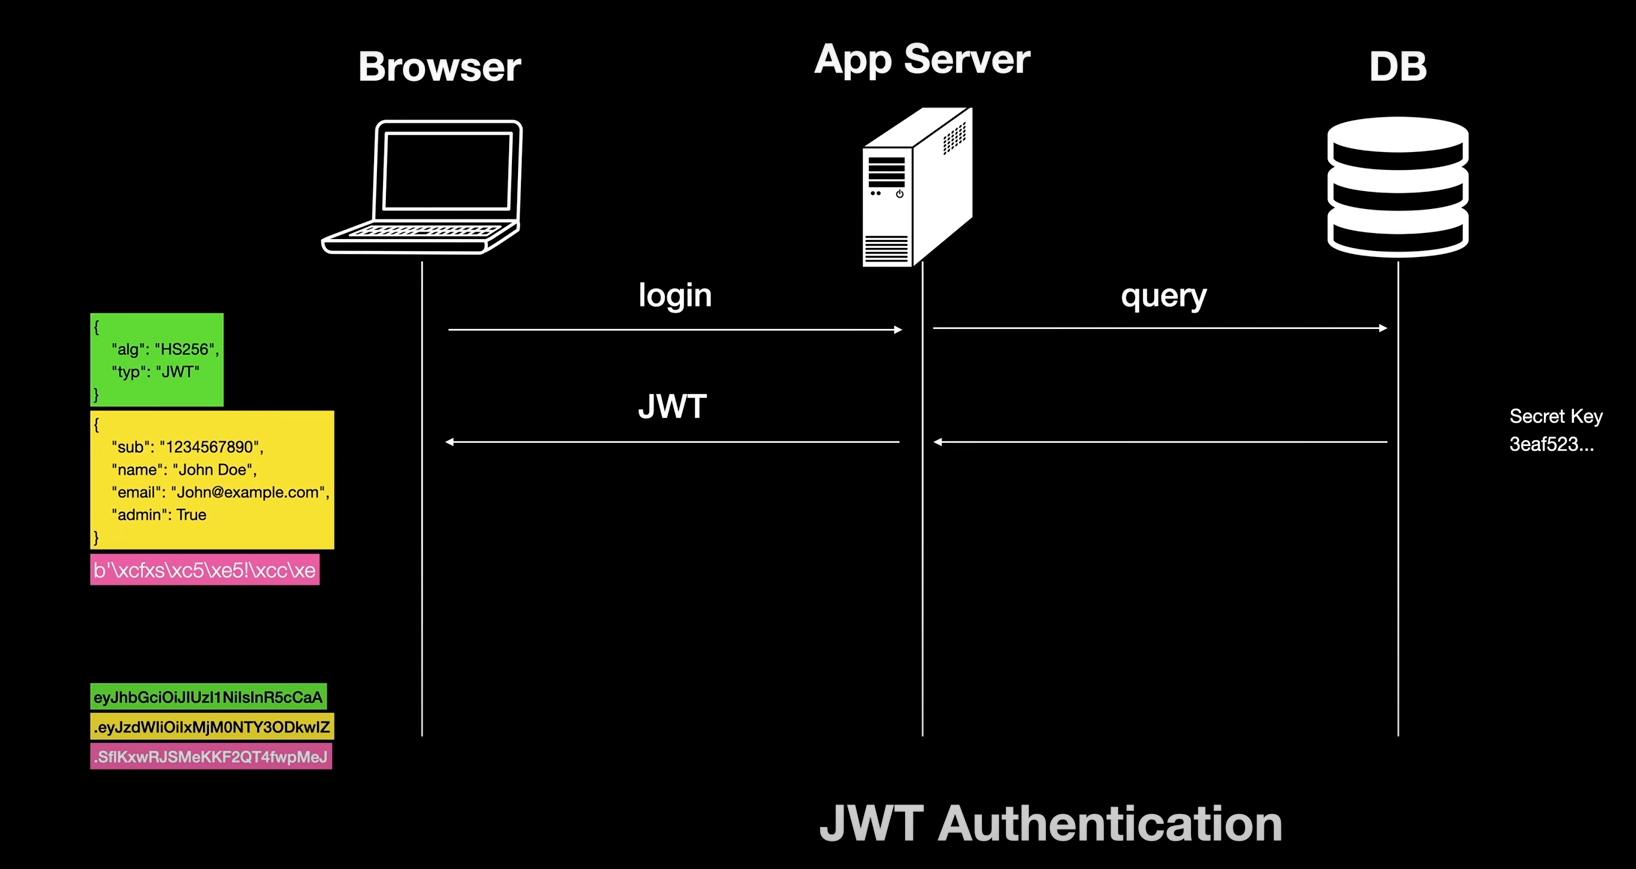 Browser
App Server
DB
login
query
{
"alg": "HS256",
"typ": "JWT"
}
JWT
{
"sub": "1234567890",
"name": "John Doe",
"email": "John@example.com",
"admin": True
}
Secret Key
3eaf523...
b'\xcfxs\xc5\xe5!\xcc\xe
eyJhbGciOiJIUzI1NiIsInR5cCaA
.eyJzdWIiOiIxMjM0NTY3ODkwIZ
.SflKxwRJSMeKKF2QT4fwpMeJ
JWT Authentication